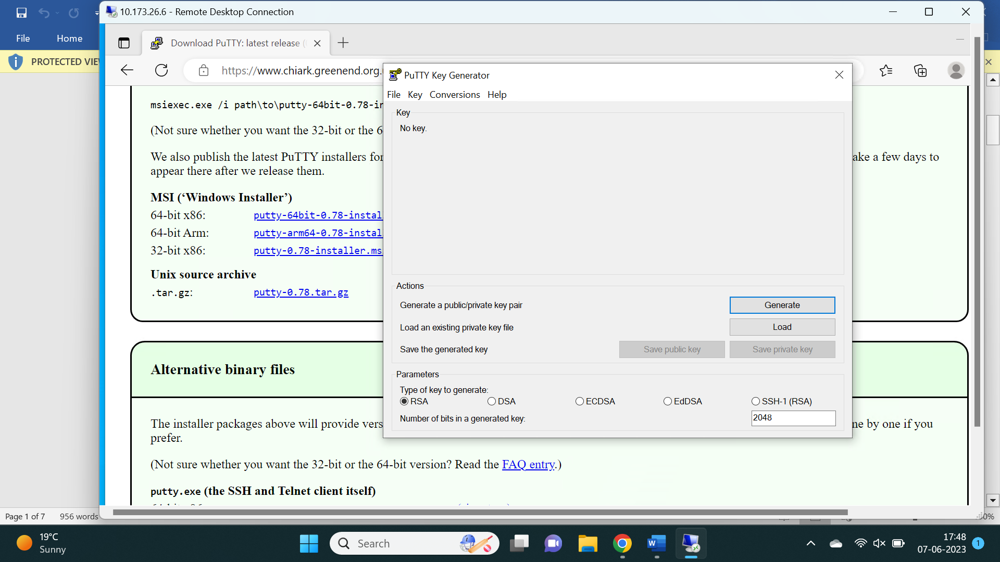 10.173.26.6 - Remote Desktop Connection
File Home
PROTECTED VIE
Download PuTTY: latest release (
https://www.chiark.greenend.org.
msiexec.exe /i path\to\putty-64bit-0.78-in
(Not sure whether you want the 32-bit or the 6
We also publish the latest PuTTY installers for
ake a few days to
appear there after we release them.
MSI (‘Windows Installer’)
64-bit x86: putty-64bit-0.78-instal
64-bit Arm: putty-arm64-0.78-instal
32-bit x86: putty-0.78-installer.ms
Unix source archive
.tar.gz: putty-0.78.tar.gz
Alternative binary files
The installer packages above will provide vers
ne by one if you
prefer.
(Not sure whether you want the 32-bit or the 64-bit version? Read the FAQ entry.)
putty.exe (the SSH and Telnet client itself)
PuTTY Key Generator
File Key Conversions Help
Key
No key.
Actions
Generate a public/private key pair Generate
Load an existing private key file Load
Save the generated key Save public key Save private key
Parameters
Type of key to generate:
RSA DSA ECDSA EdDSA SSH-1 (RSA)
Number of bits in a generated key: 2048
Page 1 of 7 956 words
0%
19°C
Sunny
Search
17:48
07-06-2023
1